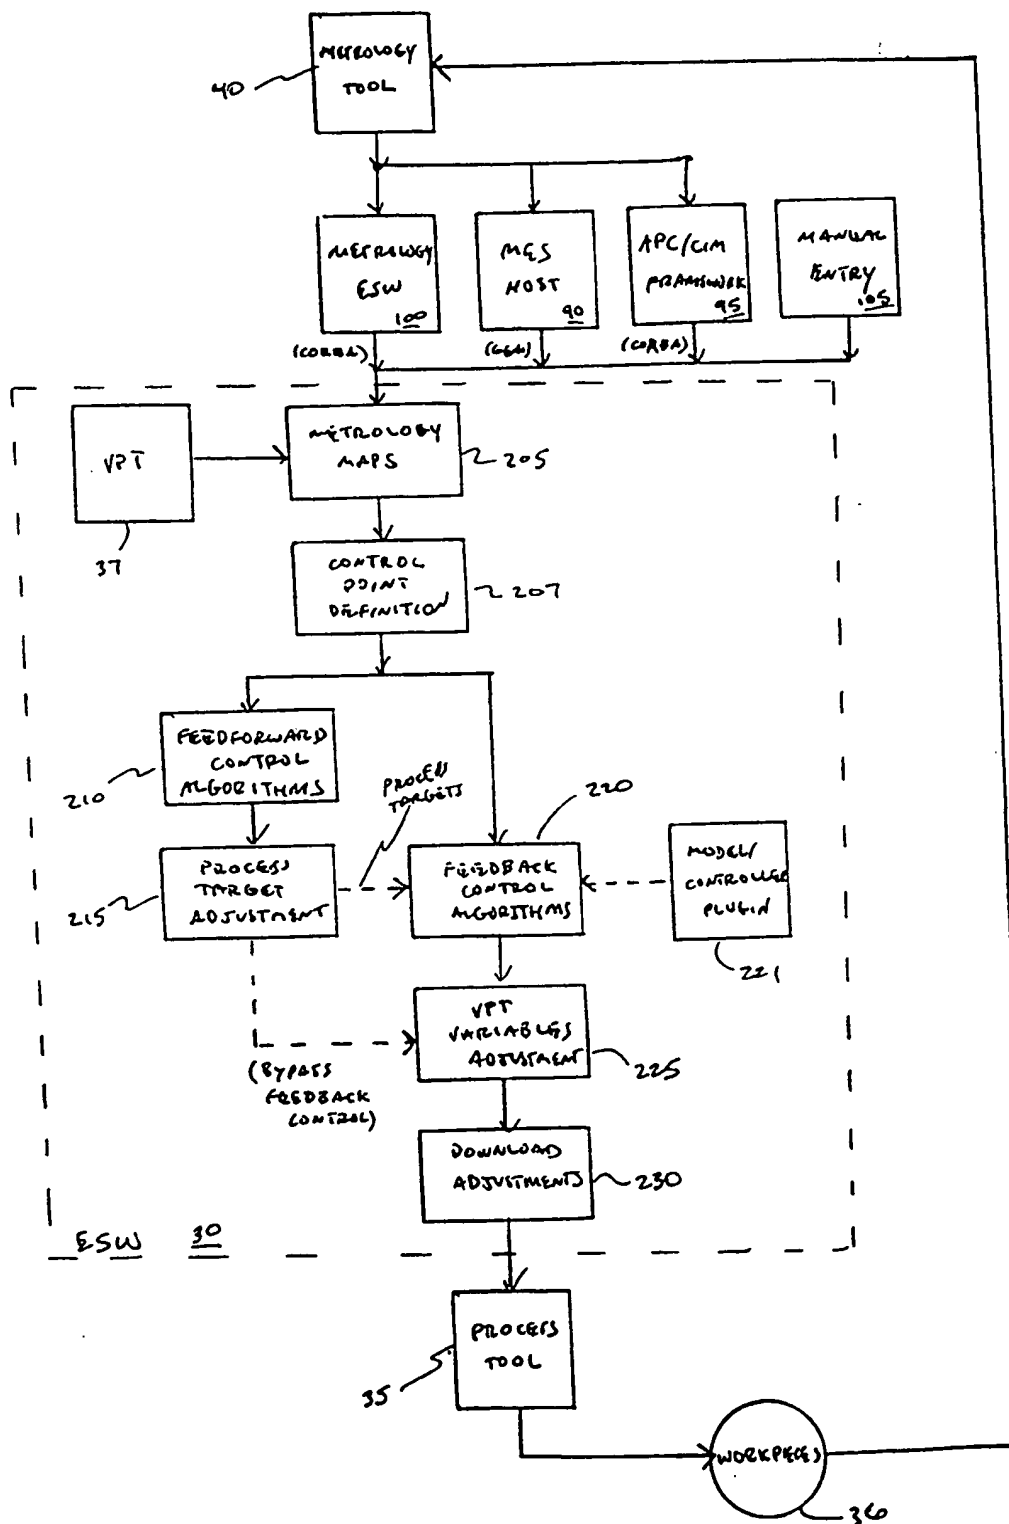 METROLOGY
TOOL
40
METROLOGY
ESW
100
MES
HOST
90
APC/CIM
FRAMEWORK
95
MANUAL
ENTRY
105
(CORBA)
(GEM)
(CORBA)
VPT
37
METROLOGY
MAPS
205
CONTROL
POINT
DEFINITION
207
FEEDFORWARD
CONTROL
ALGORITHMS
210
PROCESS
TARGETS
220
PROCESS
TARGET
ADJUSTMENT
215
FEEDBACK
CONTROL
ALGORITHMS
MODEL/
CONTROLLER
PLUGIN
221
VPT
VARIABLES
ADJUSTMENT
225
(BYPASS
FEEDBACK
CONTROL)
DOWNLOAD
ADJUSTMENTS
230
ESW 30
PROCESS
TOOL
35
WORKPIECES
36